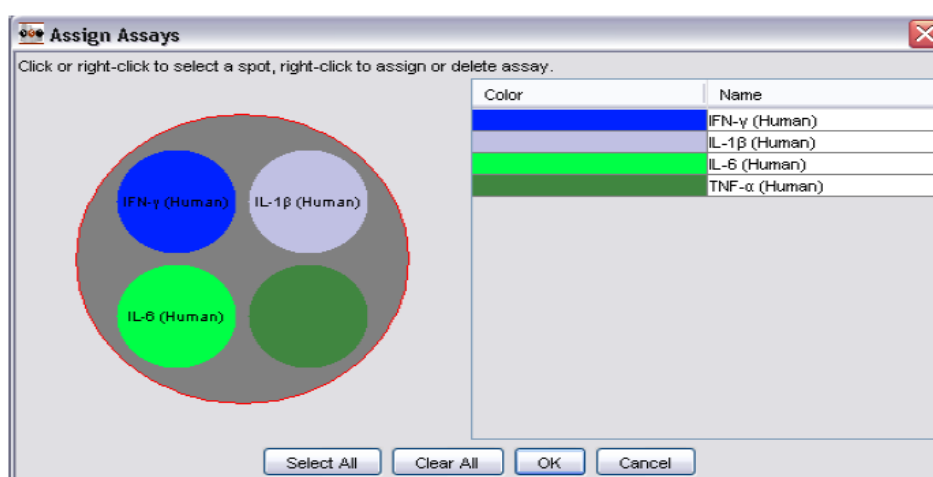 Assign Assays
Click or right-click to select a spot, right-click to assign or delete assay.
Color Name
IFN-γ (Human)
IL-1β (Human)
IL-6 (Human)
TNF-α (Human)
IFN-γ (Human) IL-1β (Human)
IL-6 (Human)
Select All Clear All OK Cancel